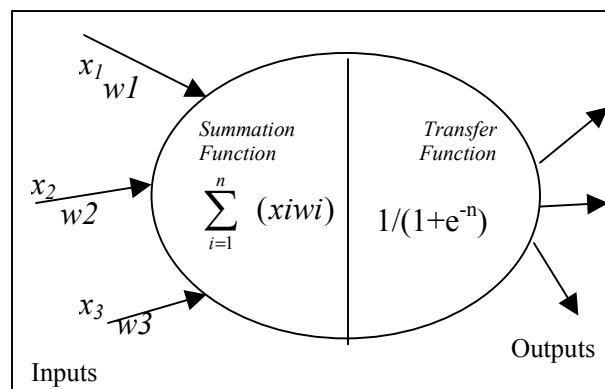 x1
w1
Summation
Function
Transfer
Function
x2
w2
n
∑ (xiwi)
i=1
1/(1+e^-n)
x3
w3
Inputs
Outputs